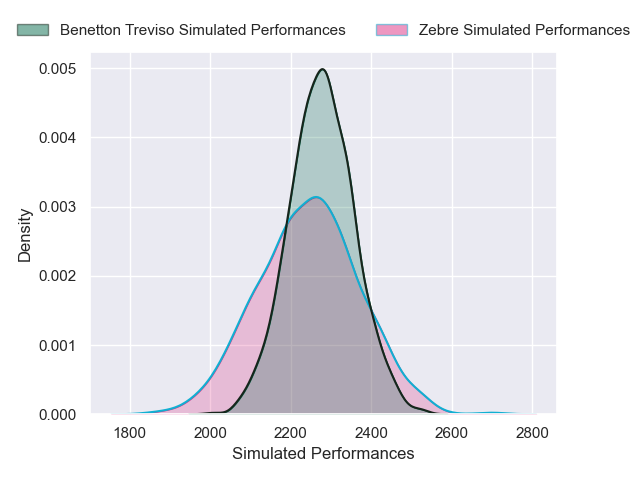 Benetton Treviso Simulated Performances Zebre Simulated Performances
0.005
0.004
0.003
0.002
0.001
0.000
Density
1800 2000 2200 2400 2600 2800
Simulated Performances